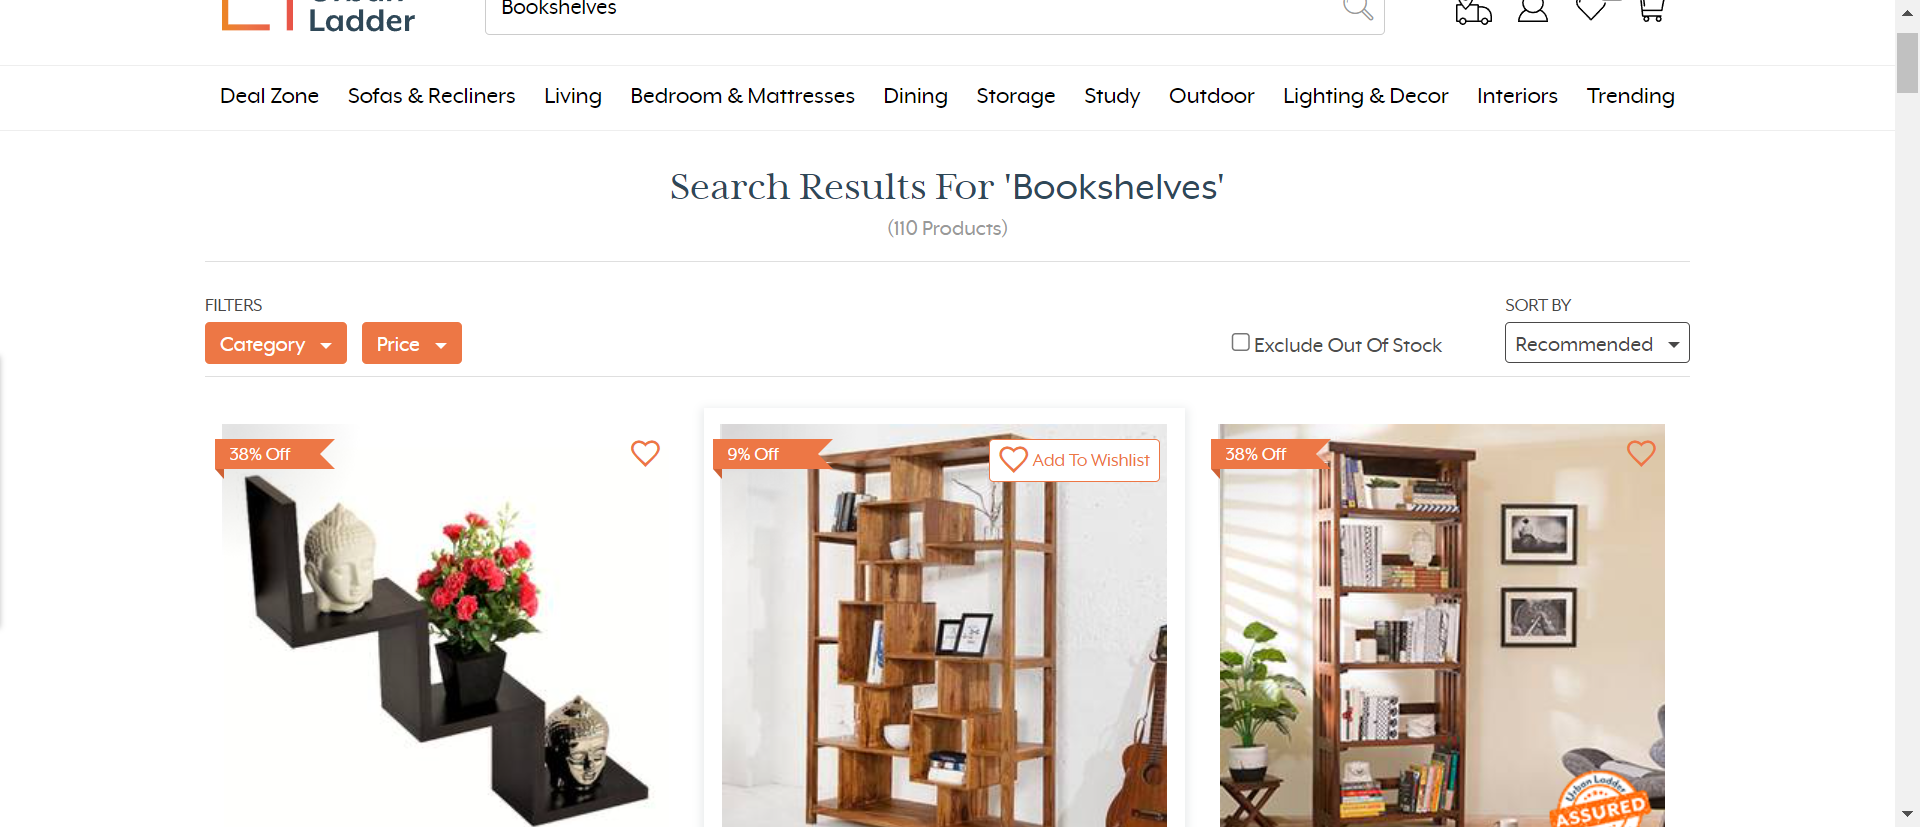 Urban
Ladder
Bookshelves
Deal Zone Sofas & Recliners Living Bedroom & Mattresses Dining Storage Study Outdoor Lighting & Decor Interiors Trending
Search Results For 'Bookshelves'
(110 Products)
FILTERS
SORT BY
Category Price Exclude Out Of Stock Recommended
38% Off
9% Off
Add To Wishlist
38% Off
Urban Ladder
ASSURED